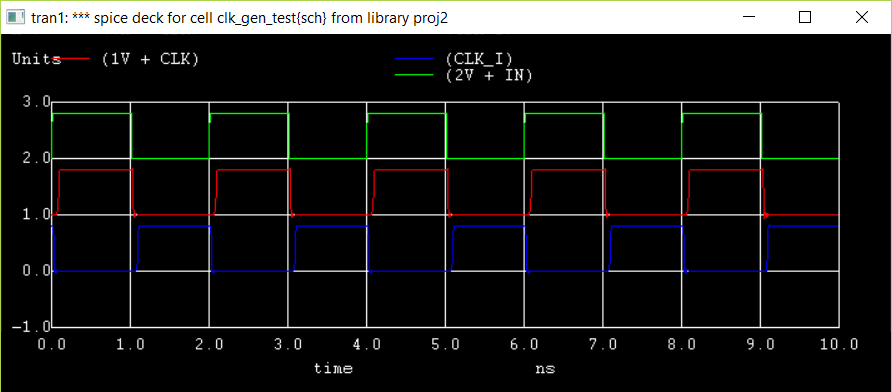 tran1: *** spice deck for cell clk_gen_test{sch} from library proj2
Units (1V + CLK) (CLK_I)
(2V + IN)
3.0
2.0
1.0
0.0
-1.0
0.0 1.0 2.0 3.0 4.0 5.0 6.0 7.0 8.0 9.0 10.0
time ns